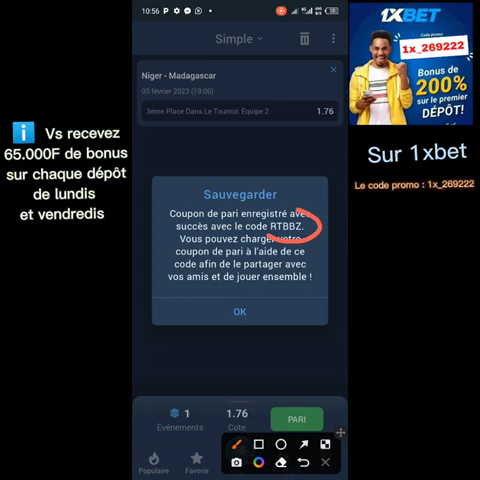 10:56
Simple
Niger - Madagascar
03 février 2023 (19:00)
3ème Place Dans Le Tournoi: Equipe 2 1.76
Sauvegarder
Coupon de pari enregistré avec
succès avec le code RTBBZ.
Vous pouvez charger votre
coupon de pari à l'aide de ce
code afin de le partager avec
vos amis et de jouer ensemble !
OK
1 1.76
Événements Cote
PARI
Populaire Favoris
Vs recevez
65.000F de bonus
sur chaque dépôt
de lundis
et vendredis
1XBET
Code promo :
1x_269222
Bonus de
200%
sur le premier
DÉPÔT!
Sur 1xbet
Le code promo : 1x_269222